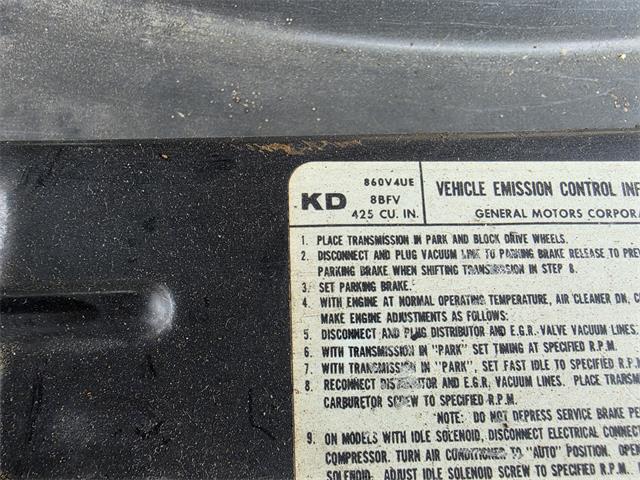 KD
860V4UE
8BFV
425 CU. IN.
VEHICLE EMISSION CONTROL INF
GENERAL MOTORS CORPORA
1. PLACE TRANSMISSION IN PARK AND BLOCK DRIVE WHEELS.
2. DISCONNECT AND PLUG VACUUM LINE TO PARKING BRAKE RELEASE TO PRE
PARKING BRAKE WHEN SHIFTING TRANSMISSION IN STEP 8.
3. SET PARKING BRAKE.
4. WITH ENGINE AT NORMAL OPERATING TEMPERATURE, AIR CLEANER ON, C
MAKE ENGINE ADJUSTMENTS AS FOLLOWS:
5. DISCONNECT AND PLUG DISTRIBUTOR AND E.G.R. VALVE VACUUM LINES.
6. WITH TRANSMISSION IN "PARK" SET TIMING AT SPECIFIED R.P.M.
7. WITH TRANSMISSION IN "PARK", SET FAST IDLE TO SPECIFIED R.P.M
8. RECONNECT DISTRIBUTOR AND E.G.R. VACUUM LINES. PLACE TRANSM
CARBURETOR SCREW TO SPECIFIED R.P.M.
NOTE: DO NOT DEPRESS SERVICE BRAKE PE
9. ON MODELS WITH IDLE SOLENOID, DISCONNECT ELECTRICAL CONNECT
COMPRESSOR. TURN AIR CONDITIONER TO "AUTO" POSITION. OPEN
SOLENOID. ADJUST IDLE SOLENOID SCREW TO SPECIFIED R.P.M.